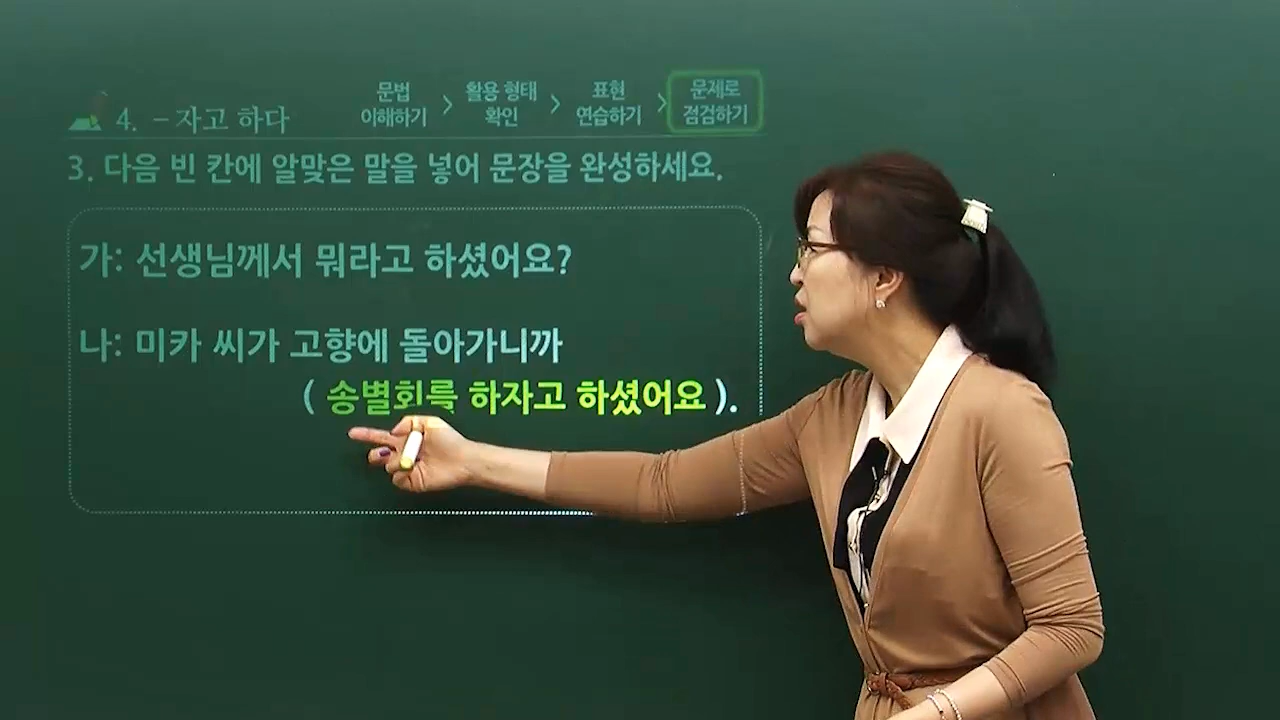 4. -자고 하다
문법 이해하기 > 활용 형태 확인 > 표현 연습하기 > 문제로 점검하기
3. 다음 빈 칸에 알맞은 말을 넣어 문장을 완성하세요.
가: 선생님께서 뭐라고 하셨어요?
나: 미카 씨가 고향에 돌아가니까
( 송별회를 하자고 하셨어요 ).